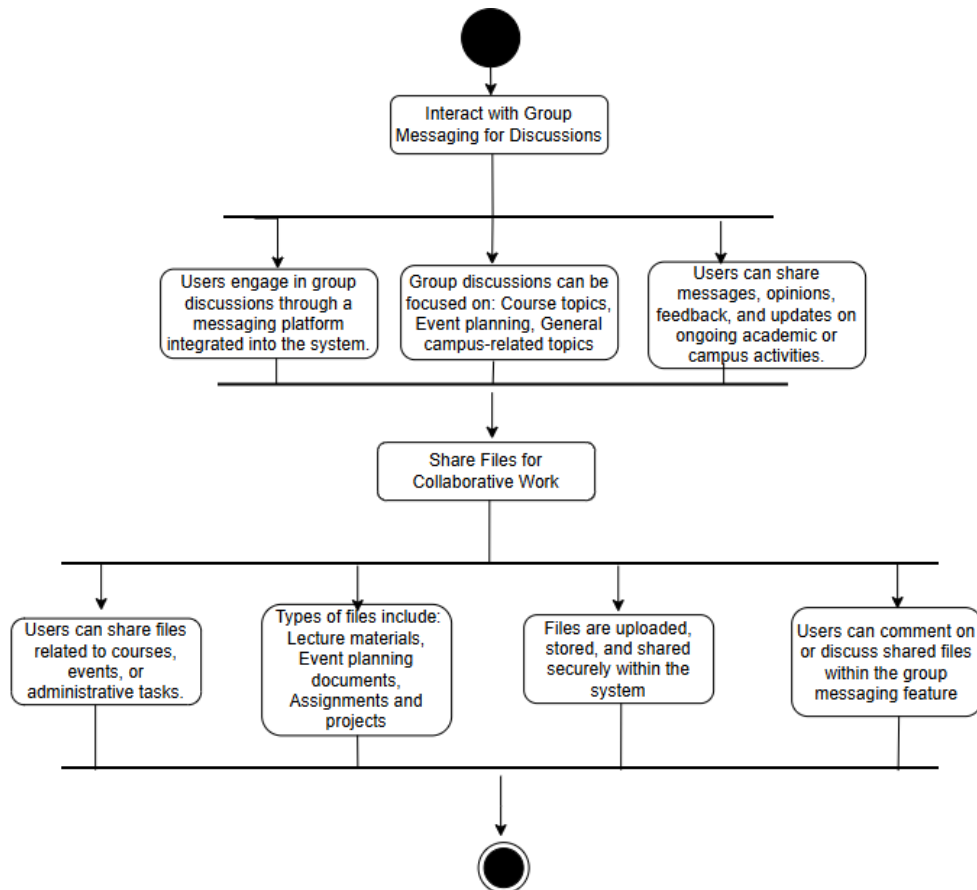 Interact with Group
Messaging for Discussions
Users engage in group
discussions through a
messaging platform
integrated into the system.
Group discussions can be
focused on: Course topics,
Event planning, General
campus-related topics
Users can share
messages, opinions,
feedback, and updates on
ongoing academic or
campus activities.
Share Files for
Collaborative Work
Users can share files
related to courses,
events, or
administrative tasks.
Types of files include:
Lecture materials,
Event planning
documents,
Assignments and
projects
Files are uploaded,
stored, and shared
securely within the
system
Users can comment on
or discuss shared files
within the group
messaging feature